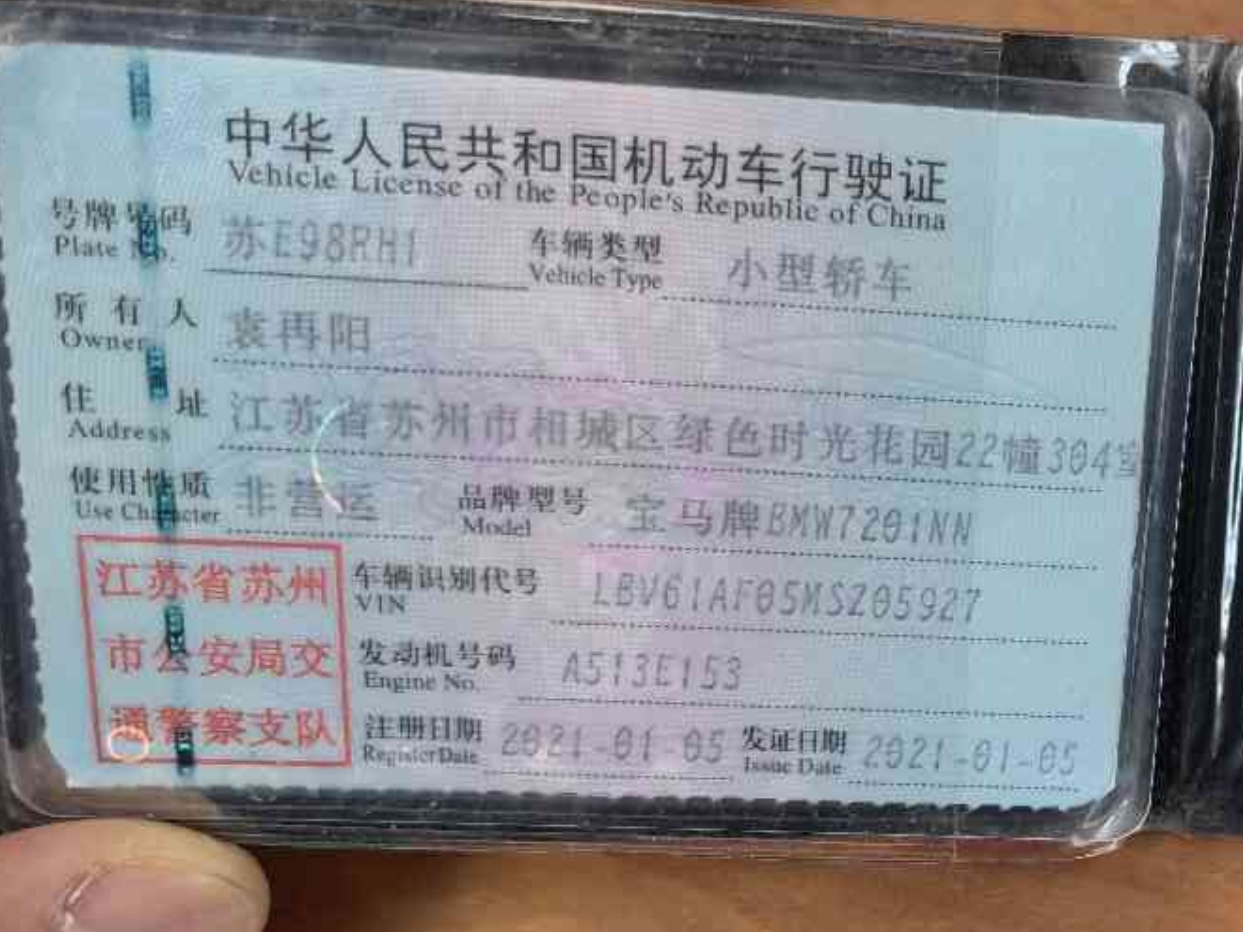 中华人民共和国机动车行驶证
Vehicle License of the People's Republic of China
号牌号码 苏E98RH1 车辆类型 小型轿车
Plate No. Vehicle Type
所有人 袁再阳
Owner
住址 江苏省苏州市相城区绿色时光花园22幢304室
Address
使用性质 非营运 品牌型号 宝马牌BMW7201NN
Use Character Model
江苏省苏州
市公安局交
通警察支队
车辆识别代号 LBV61AF05MS205927
VIN
发动机号码 A513E153
Engine No.
注册日期 2021-01-05 发证日期 2021-01-05
Register Date Issue Date